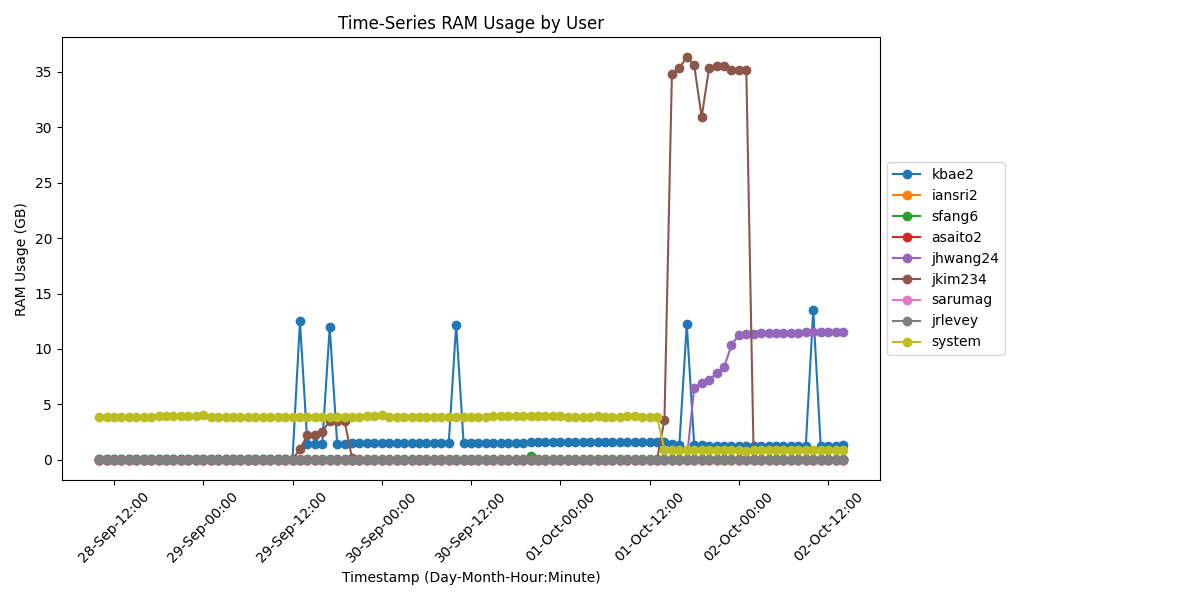 Time-Series RAM Usage by User
RAM Usage (GB)
35
30
25
20
15
10
5
0
28-Sep-12:00
29-Sep-00:00
29-Sep-12:00
30-Sep-00:00
30-Sep-12:00
01-Oct-00:00
01-Oct-12:00
02-Oct-00:00
02-Oct-12:00
Timestamp (Day-Month-Hour:Minute)
kbae2
iansri2
sfang6
asaito2
jhwang24
jkim234
sarumag
jrlevey
system